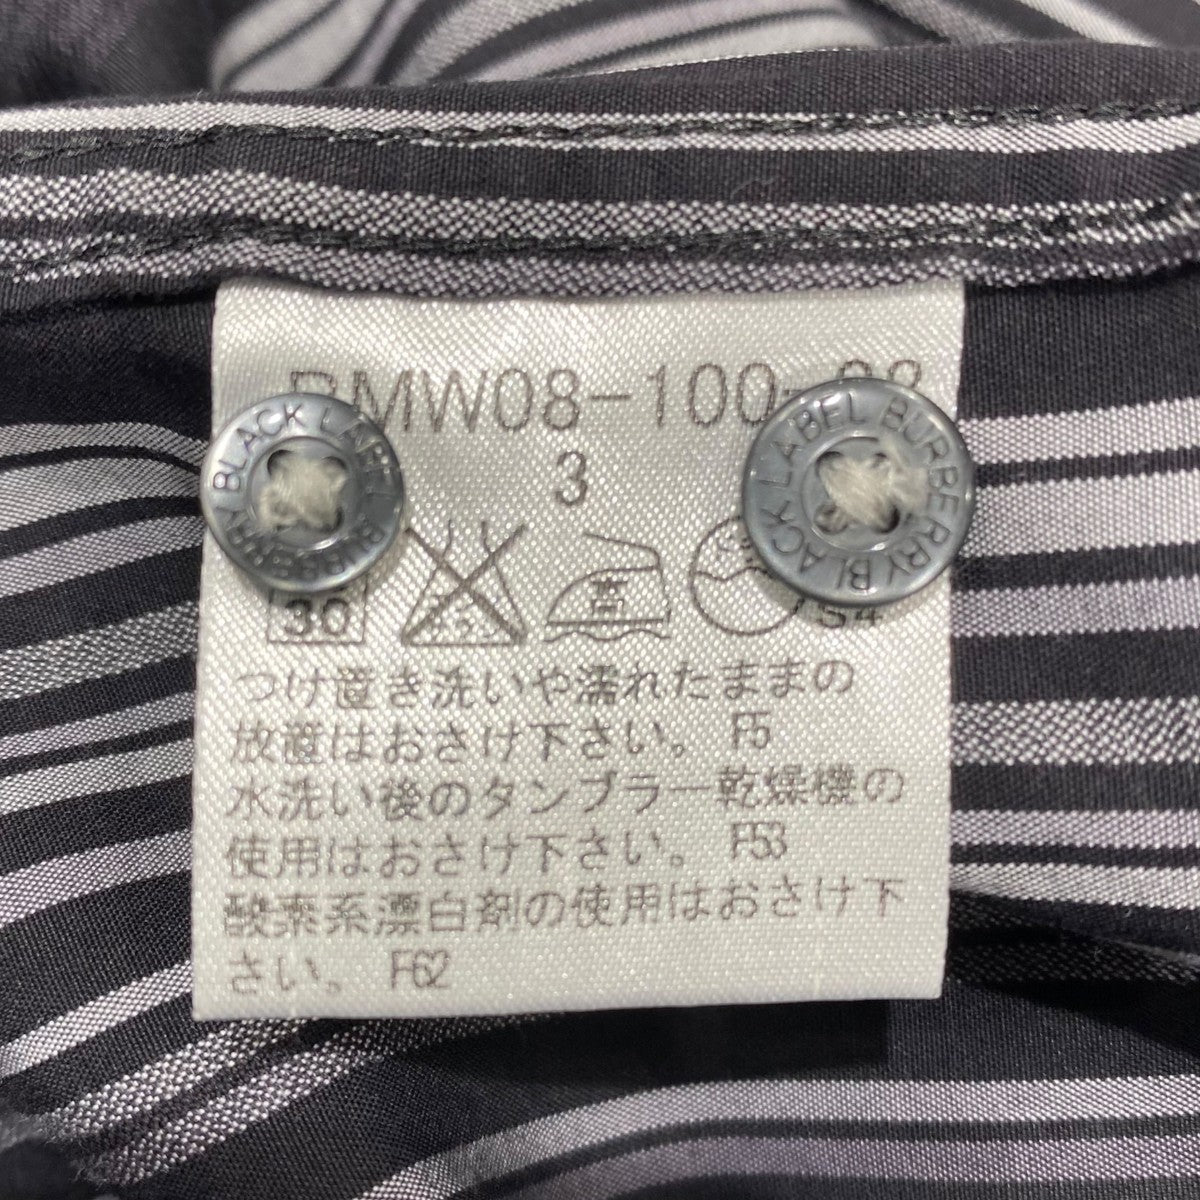 BMW08-100-
3
BLACK LABEL BURBERRY
BLACK LABEL BURBERRY
30 高
つけ置き洗いや濡れたままの
放置はおさけ下さい。 F5
水洗い後のタンブラー乾燥機の
使用はおさけ下さい。 F53
酸素系漂白剤の使用はおさけ下
さい。 F62